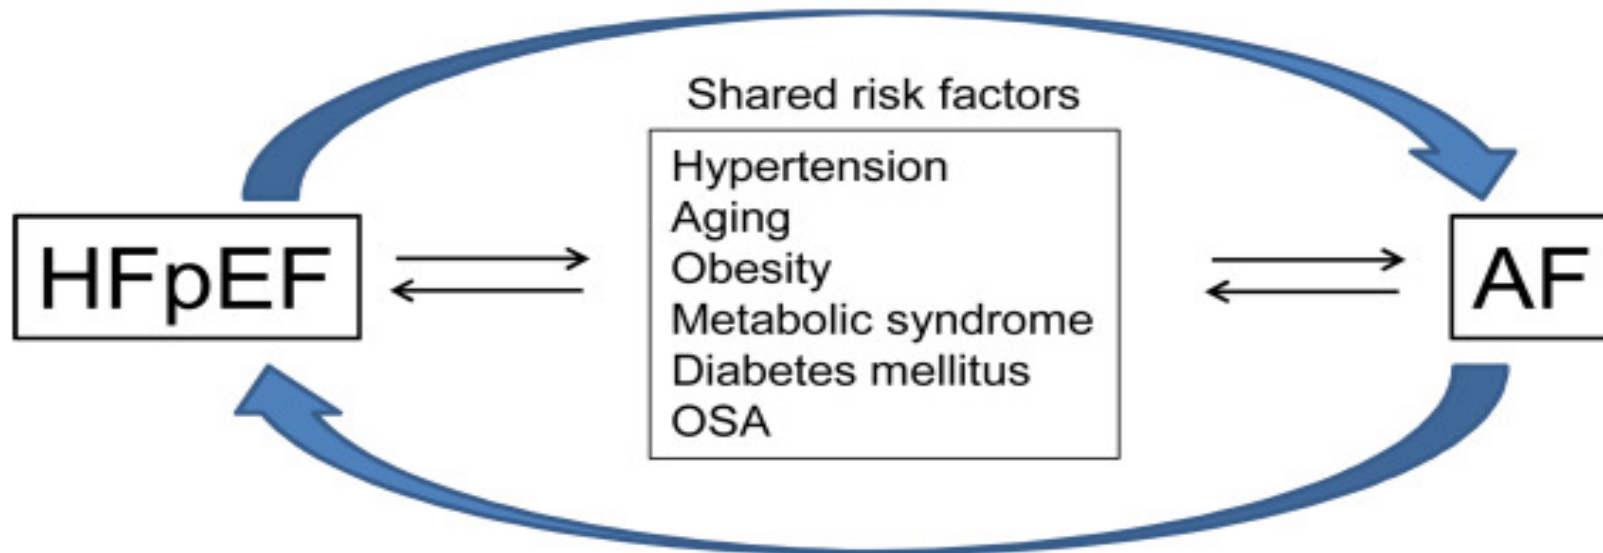 Shared risk factors
HFpEF
Hypertension
Aging
Obesity
Metabolic syndrome
Diabetes mellitus
OSA
AF